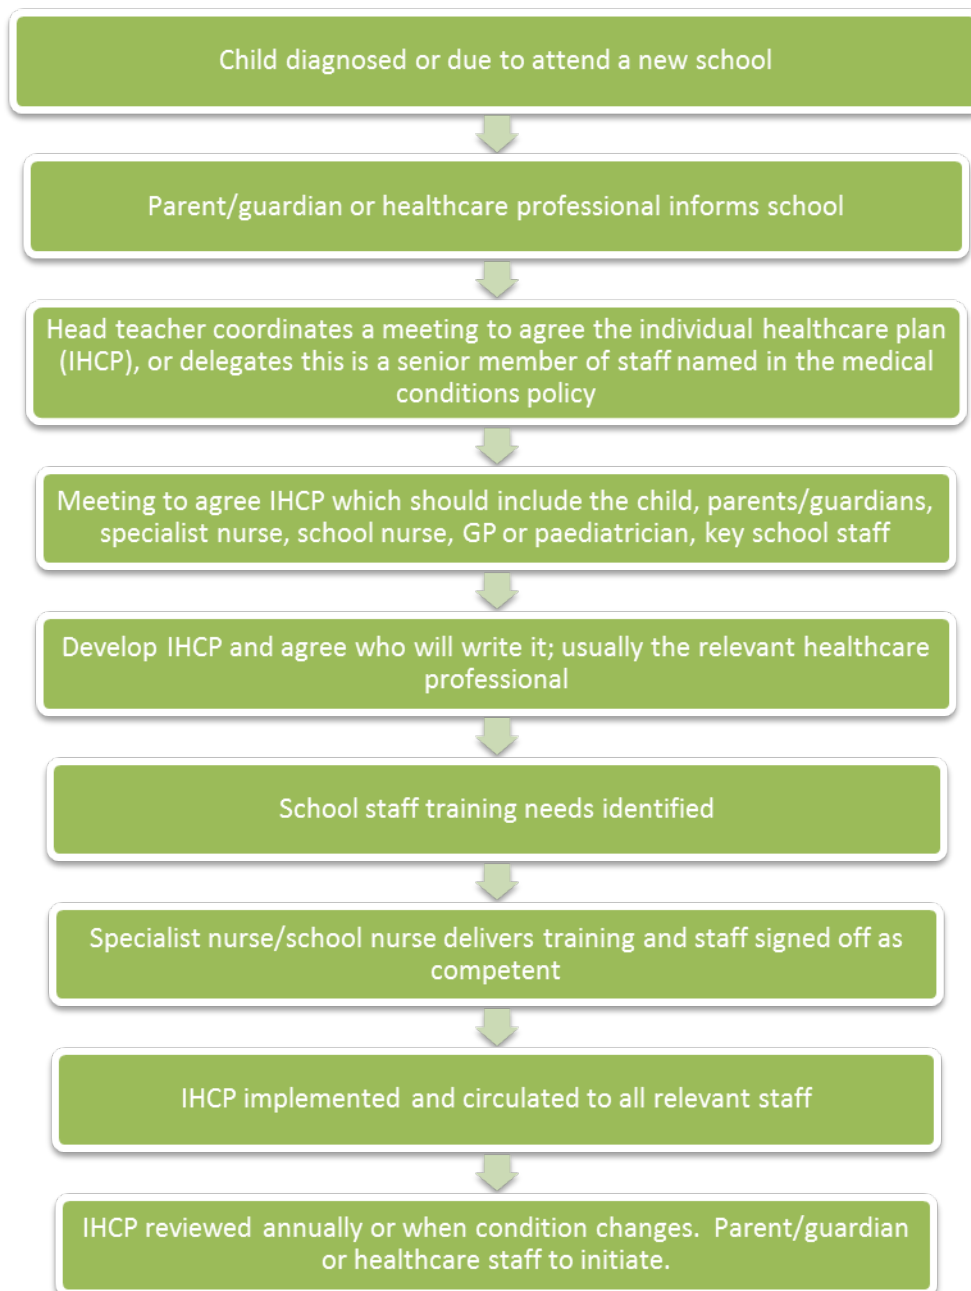 Child diagnosed or due to attend a new school
Parent/guardian or healthcare professional informs school
Head teacher coordinates a meeting to agree the individual healthcare plan
(IHCP), or delegates this is a senior member of staff named in the medical
conditions policy
Meeting to agree IHCP which should include the child, parents/guardians,
specialist nurse, school nurse, GP or paediatrician, key school staff
Develop IHCP and agree who will write it; usually the relevant healthcare
professional
School staff training needs identified
Specialist nurse/school nurse delivers training and staff signed off as
competent
IHCP implemented and circulated to all relevant staff
IHCP reviewed annually or when condition changes. Parent/guardian
or healthcare staff to initiate.